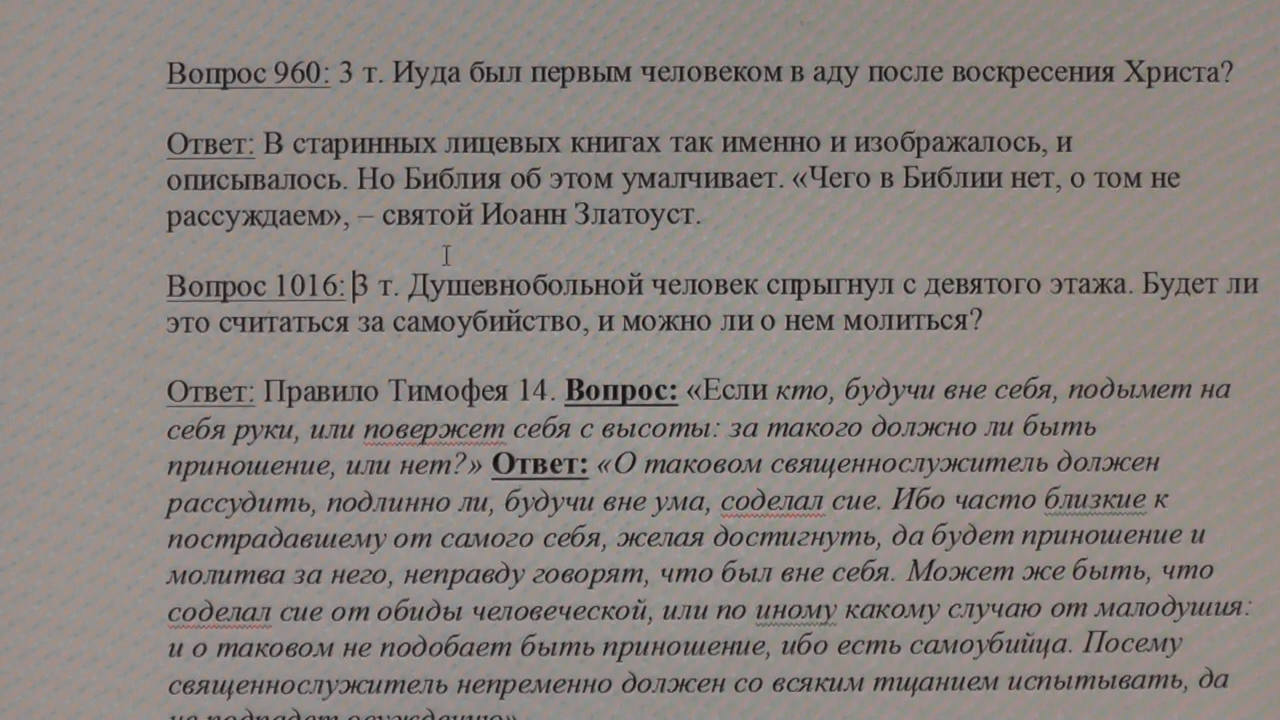 Вопрос 960: 3 т. Иуда был первым человеком в аду после воскресения Христа?
Ответ: В старинных лицевых книгах так именно и изображалось, и
описывалось. Но Библия об этом умалчивает. «Чего в Библии нет, о том не
рассуждаем», – святой Иоанн Златоуст.
Вопрос 1016: 3 т. Душевнобольной человек спрыгнул с девятого этажа. Будет ли
это считаться за самоубийство, и можно ли о нем молиться?
Ответ: Правило Тимофея 14. Вопрос: «Если кто, будучи вне себя, подымет на
себя руки, или повержет себя с высоты: за такого должно ли быть
приношение, или нет?» Ответ: «О таковом священнослужитель должен
рассудить, подлинно ли, будучи вне ума, соделал сие. Ибо часто близкие к
пострадавшему от самого себя, желая достигнуть, да будет приношение и
молитва за него, неправду говорят, что был вне себя. Может же быть, что
соделал сие от обиды человеческой, или по иному какому случаю от малодушия:
и о таковом не подобает быть приношение, ибо есть самоубийца. Посему
священнослужитель непременно должен со всяким тщанием испытывать, да
не подпадет осуждению»